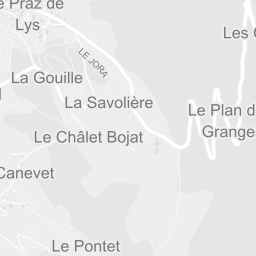 Praz de
Lys
Les
LE JORA
La Gouille
La Savolière
Le Plan d
Grange
Le Châlet Bojat
Canevet
Le Pontet